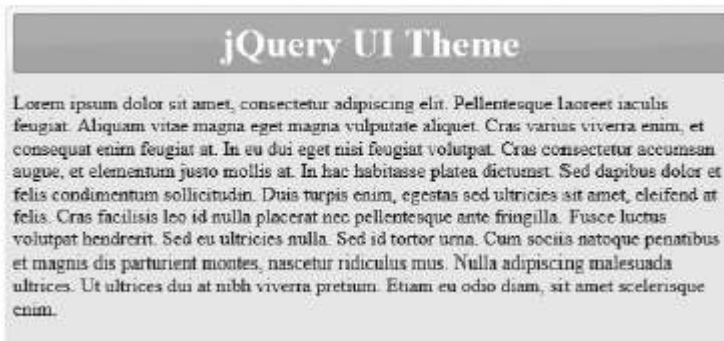 jQuery UI Theme
Lorem ipsum dolor sit amet, consectetur adipiscing elit. Pellentesque laoreet iaculis
feugiat. Aliquam vitae magna eget magna vulputate aliquet. Cras varius viverra enim, et
consequat enim feugiat at. In eu dui eget nisi feugiat volutpat. Cras consectetur accumsan
augue, et elementum justo mollis at. In hac habitasse platea dictumst. Sed dapibus dolor et
felis condimentum sollicitudin. Duis turpis enim, egestas sed ultricies sit amet, eleifend at
felis. Cras facilisis leo id nulla placerat nec pellentesque ante fringilla. Fusce luctus
volutpat hendrerit. Sed eu ultricies nulla. Sed id tortor urna. Cum sociis natoque penatibus
et magnis dis parturient montes, nascetur ridiculus mus. Nulla adipiscing malesuada
ultrices. Ut ultrices dui at nibh viverra pretium. Etiam eu odio diam, sit amet scelerisque
enim.